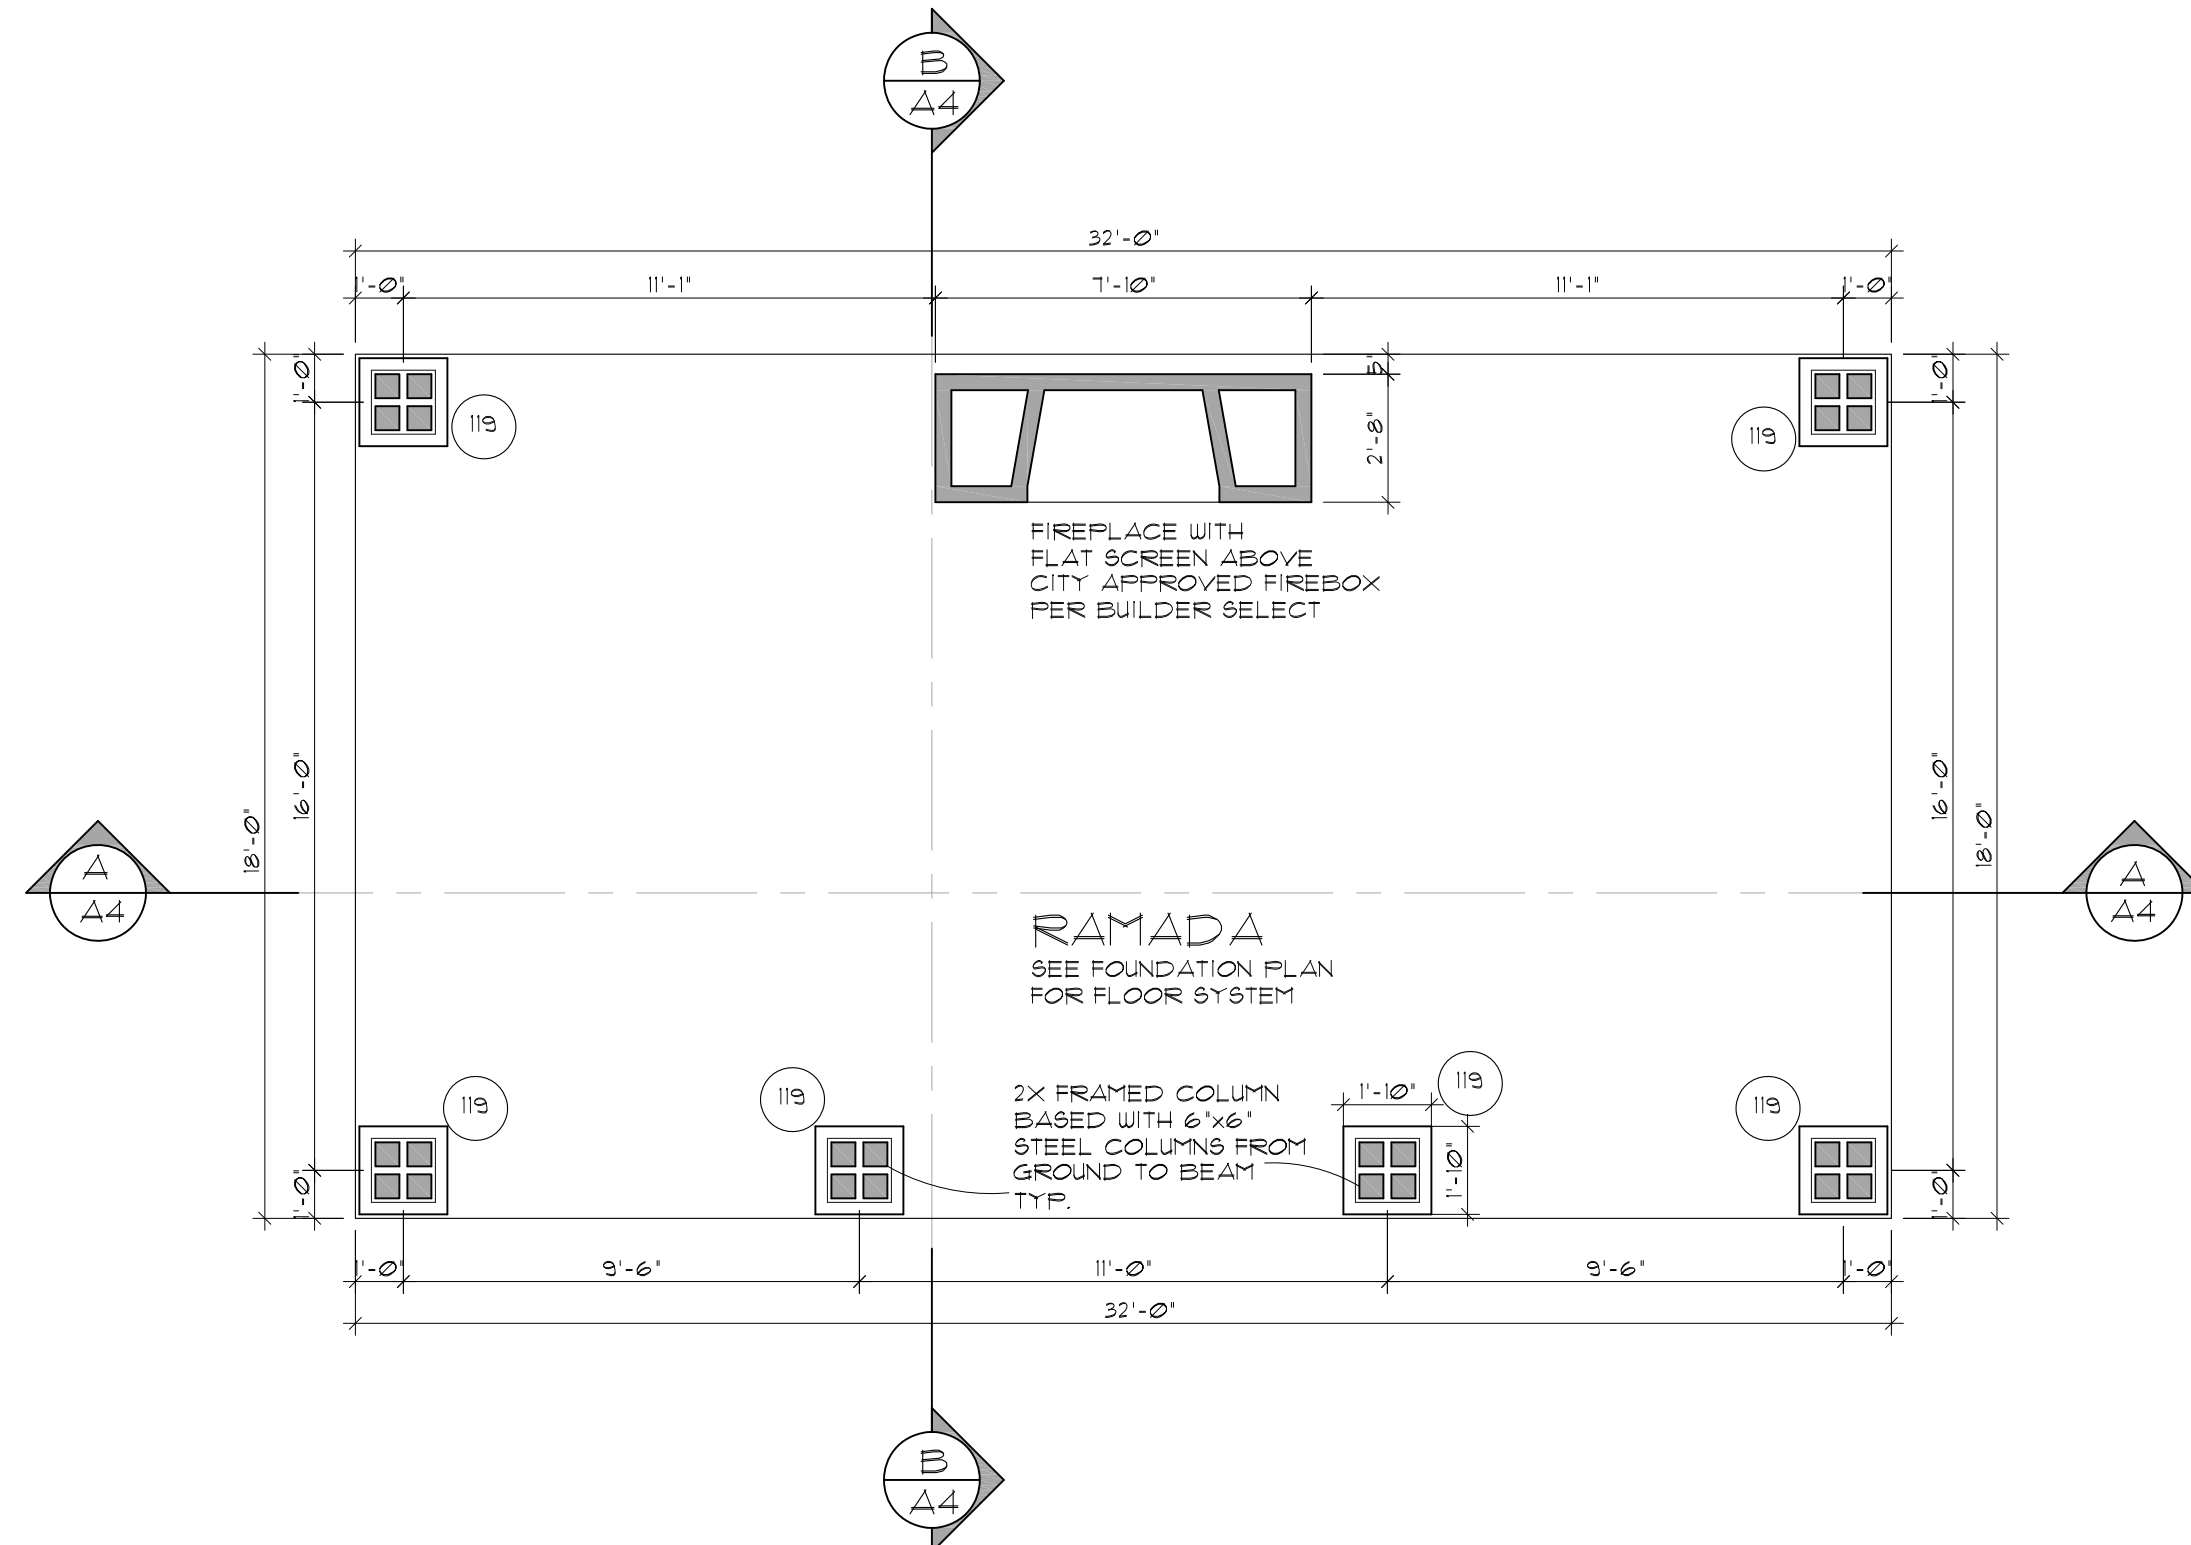 B
A4
32'-0"
1'-0" 11'-1" 7'-10" 11'-1" 1'-0"
1'-0" 5" 1'-0"
119 2'-8" 119
FIREPLACE WITH
FLAT SCREEN ABOVE
CITY APPROVED FIREBOX
PER BUILDER SELECT
16'-0" 16'-0"
18'-0" 18'-0"
A A
A4 A4
RAMADA
SEE FOUNDATION PLAN
FOR FLOOR SYSTEM
119 119 119 119
2X FRAMED COLUMN
BASED WITH 6"x6"
STEEL COLUMNS FROM
GROUND TO BEAM
TYP.
1'-10"
1'-10"
1'-0" 1'-0"
1'-0" 9'-6" 11'-0" 9'-6" 1'-0"
32'-0"
B
A4